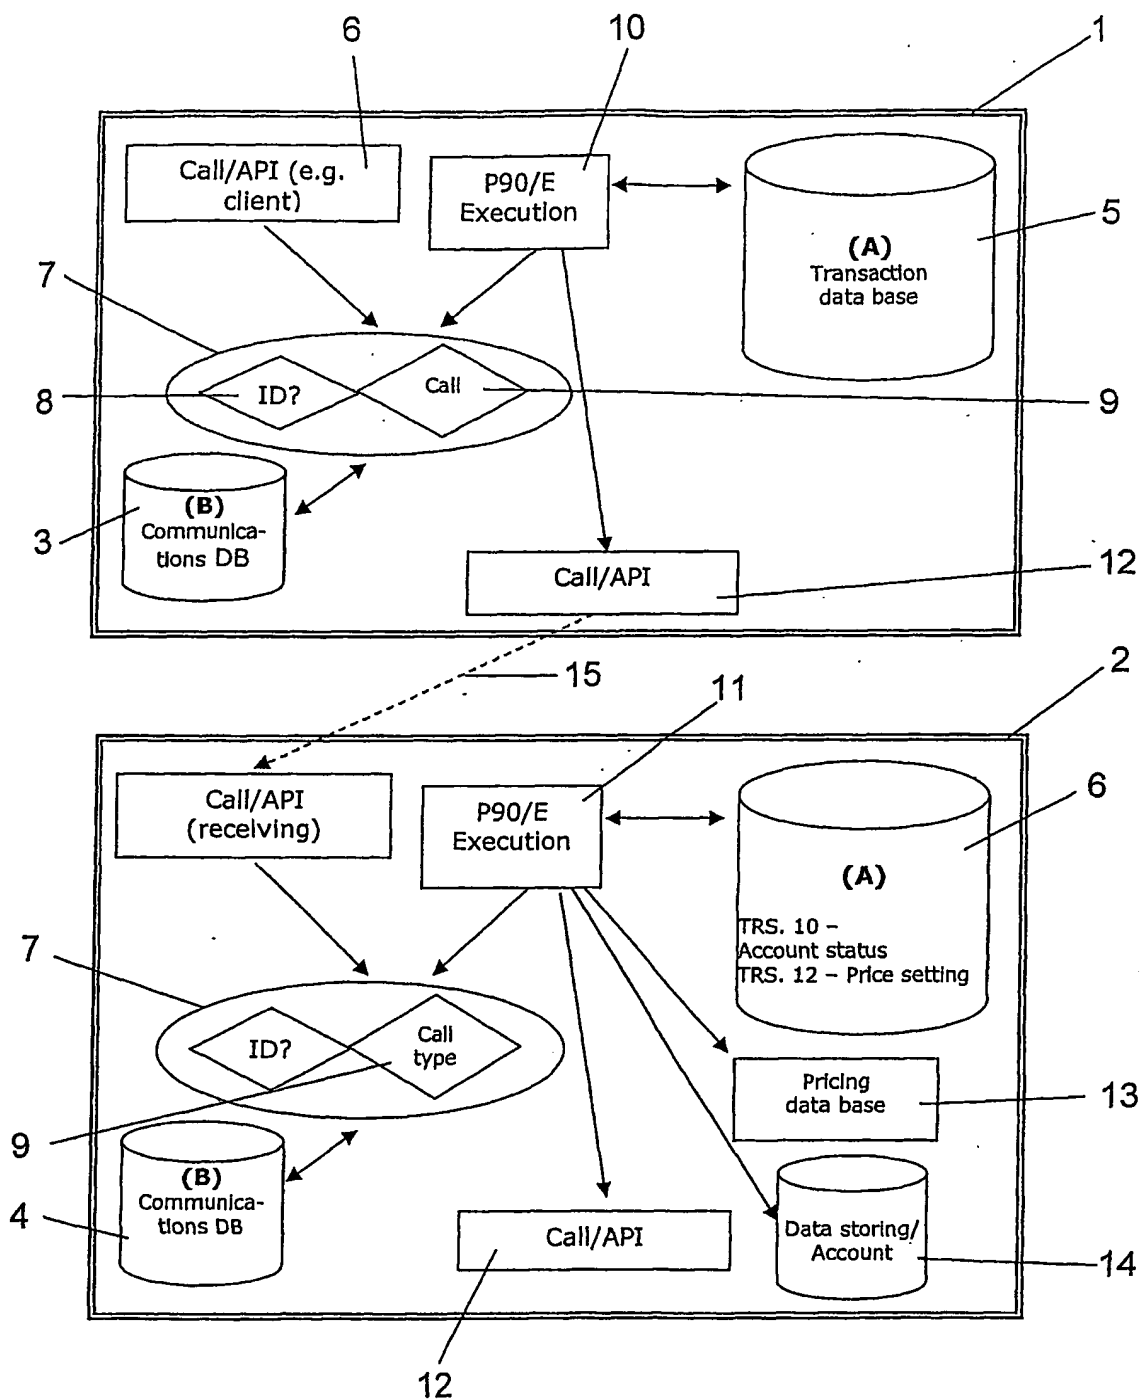 6
10
1
Call/API (e.g.
client)
P90/E
Execution
5
(A)
Transaction
data base
7
8
ID?
Call
9
(B)
Communica-
tions DB
3
Call/API
12
15
2
11
Call/API
(receiving)
P90/E
Execution
6
(A)
TRS. 10 –
Account status
TRS. 12 – Price setting
7
ID?
Call
type
Pricing
data base
13
9
(B)
Communica-
tions DB
4
Call/API
Data storing/
Account
14
12